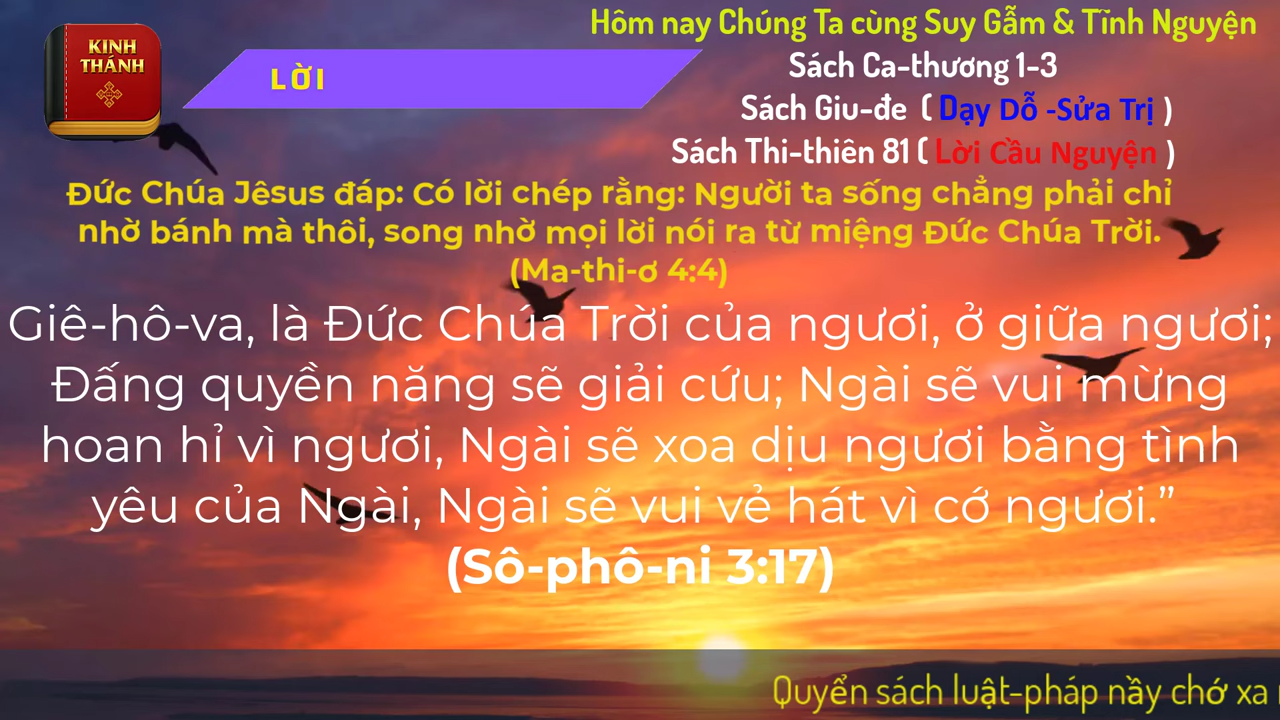 KINH
THÁNH
LỜI
Hôm nay Chúng Ta cùng Suy Gẫm & Tĩnh Nguyện
Sách Ca-thương 1-3
Sách Giu-đe ( Dạy Dỗ -Sửa Trị )
Sách Thi-thiên 81 ( Lời Cầu Nguyện )
Đức Chúa Jêsus đáp: Có lời chép rằng: Người ta sống chẳng phải chỉ
nhờ bánh mà thôi, song nhờ mọi lời nói ra từ miệng Đức Chúa Trời.
(Ma-thi-ơ 4:4)
Giê-hô-va, là Đức Chúa Trời của ngươi, ở giữa ngươi;
Đấng quyền năng sẽ giải cứu; Ngài sẽ vui mừng
hoan hỉ vì ngươi, Ngài sẽ xoa dịu ngươi bằng tình
yêu của Ngài, Ngài sẽ vui vẻ hát vì cớ ngươi.”
(Sô-phô-ni 3:17)
Quyển sách luật-pháp nầy chớ xa